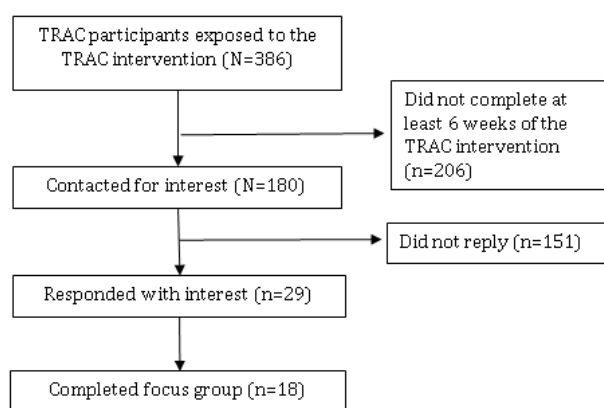 TRAC participants exposed to the
TRAC intervention (N=386)
Did not complete at
least 6 weeks of the
TRAC intervention
(n=206)
Contacted for interest (N=180)
Did not reply (n=151)
Responded with interest (n=29)
Completed focus group (n=18)